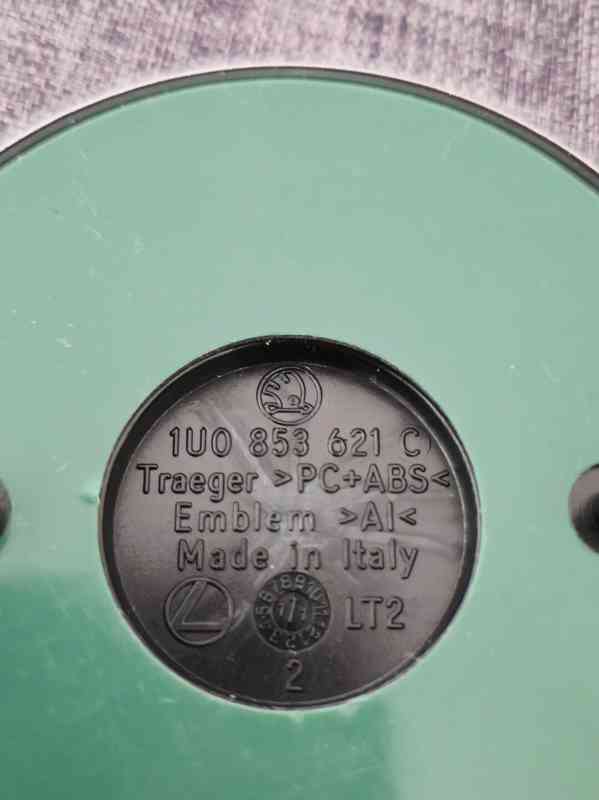 1U0 853 621 C
Traeger >PC+ABS<
Emblem >Al<
Made in Italy
LT2
2